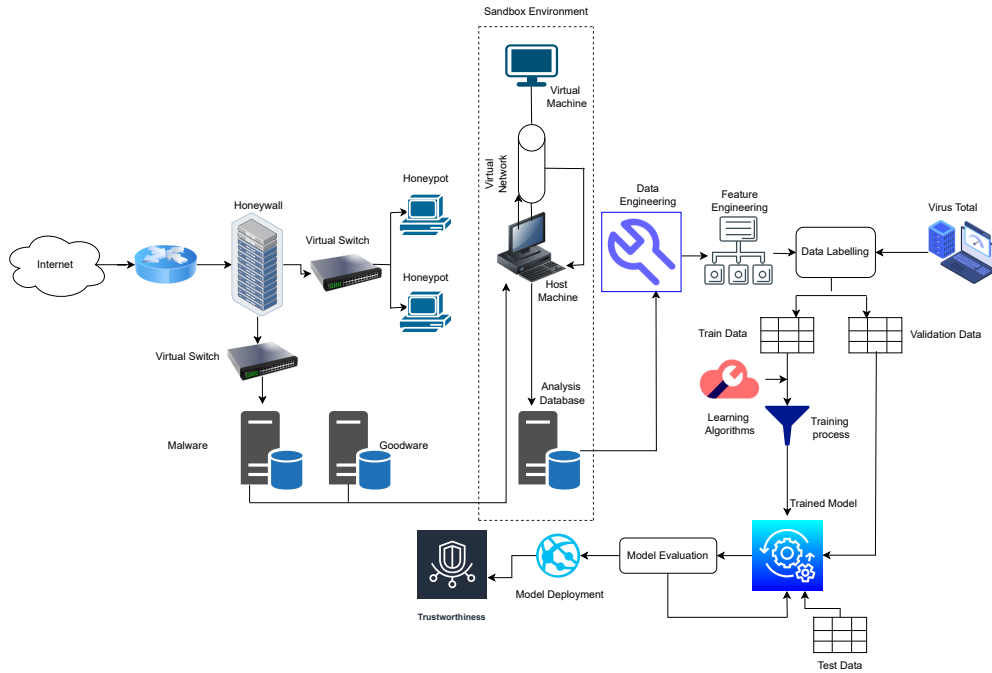 Sandbox Environment
Virtual
Machine
Virtual
Network
Honeypot
Honeywall
Virtual Switch
Internet
Honeypot
Host
Machine
Data
Engineering
Feature
Engineering
Virus Total
Data Labelling
Virtual Switch
Train Data
Validation Data
Analysis
Database
Learning
Algorithms
Training
process
Malware
Goodware
Trained Model
Model Evaluation
Model Deployment
Trustworthiness
Test Data